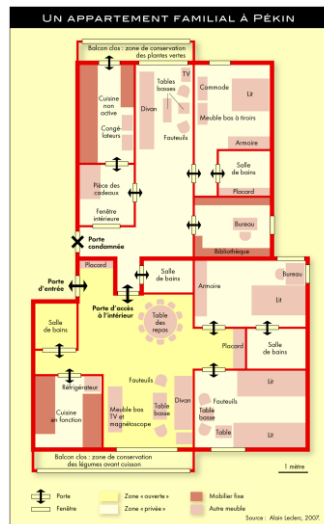 UN APPARTEMENT FAMILIAL À PÉKIN
Balcon clos : zone de conservation
des plantes vertes
TV
Tables
basses
Commode
Lit
Cuisine
non
active
Divan
Meuble bas à tiroirs
Congé-
lateurs
Fauteuils
Armoire
Salle
de bains
Pièce des
cadeaux
Placard
Fenêtre
intérieure
Bureau
Porte
condamnée
Bibliothèque
Placard
Salle
de bains
Bureau
Porte
d'entrée
Armoire
Porte d'accès
à l'intérieur
Lit
Salle
de bains
Table
des
repas
Placard
Salle
de bains
Réfrigérateur
Fauteuils
Lit
Divan
Fauteuils
Cuisine
en fonction
Meuble bas
TV et
magnétoscope
Table
basse
Table
basse
Table
Lit
Balcon clos : zone de conservation
des légumes avant cuisson
1 mètre
Porte
Zone « ouverte »
Mobilier fixe
Fenêtre
Zone « privée »
Autre meuble
Source : Alain Leclerc, 2007.